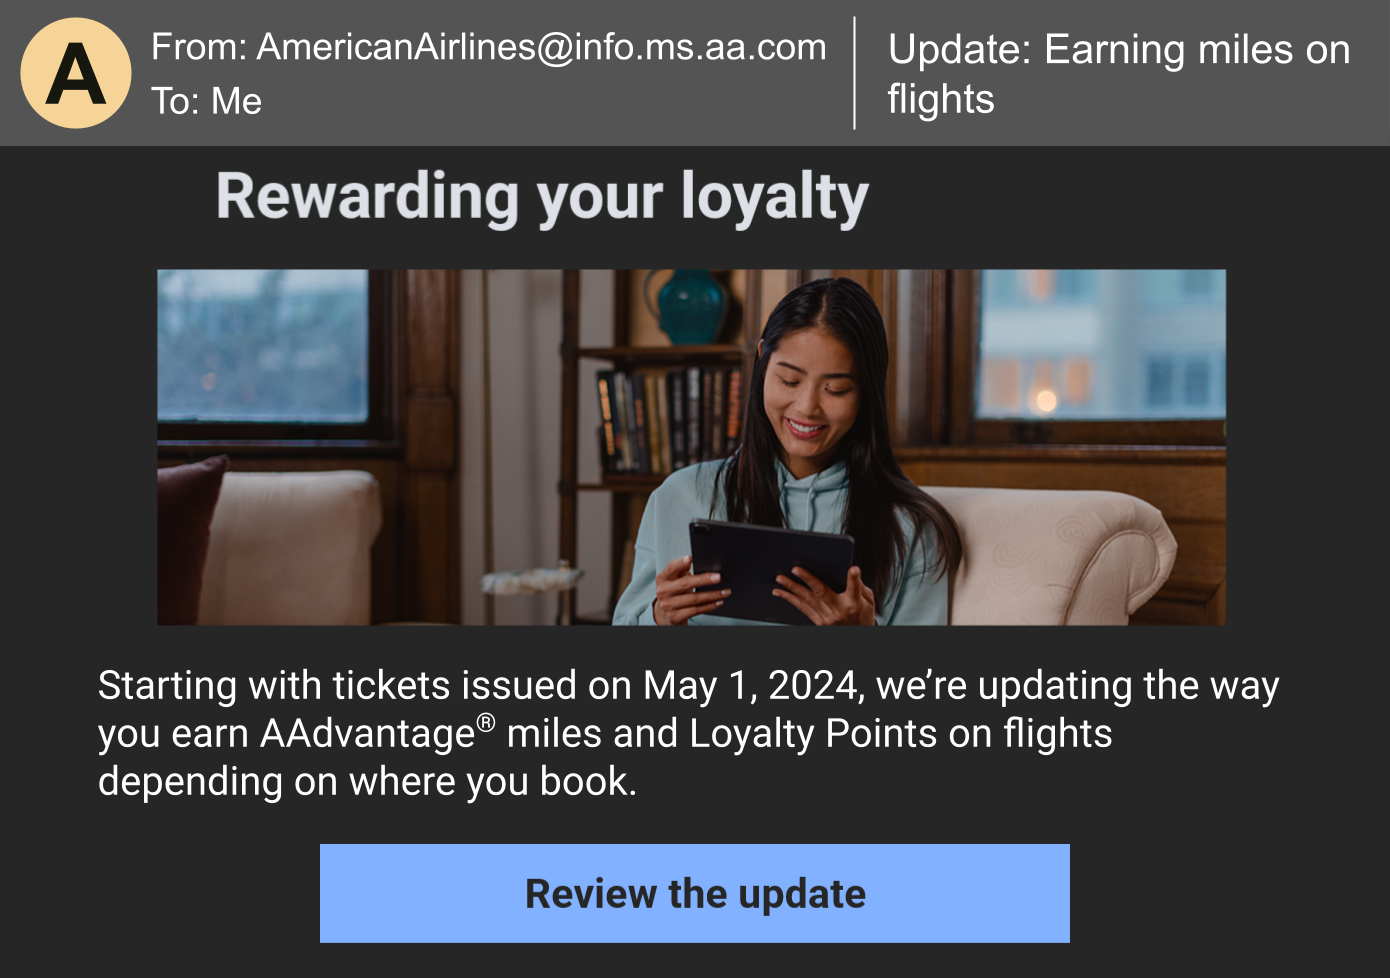 A
From: AmericanAirlines@info.ms.aa.com
To: Me
Update: Earning miles on
flights
Rewarding your loyalty
Starting with tickets issued on May 1, 2024, we’re updating the way
you earn AAdvantage® miles and Loyalty Points on flights
depending on where you book.
Review the update